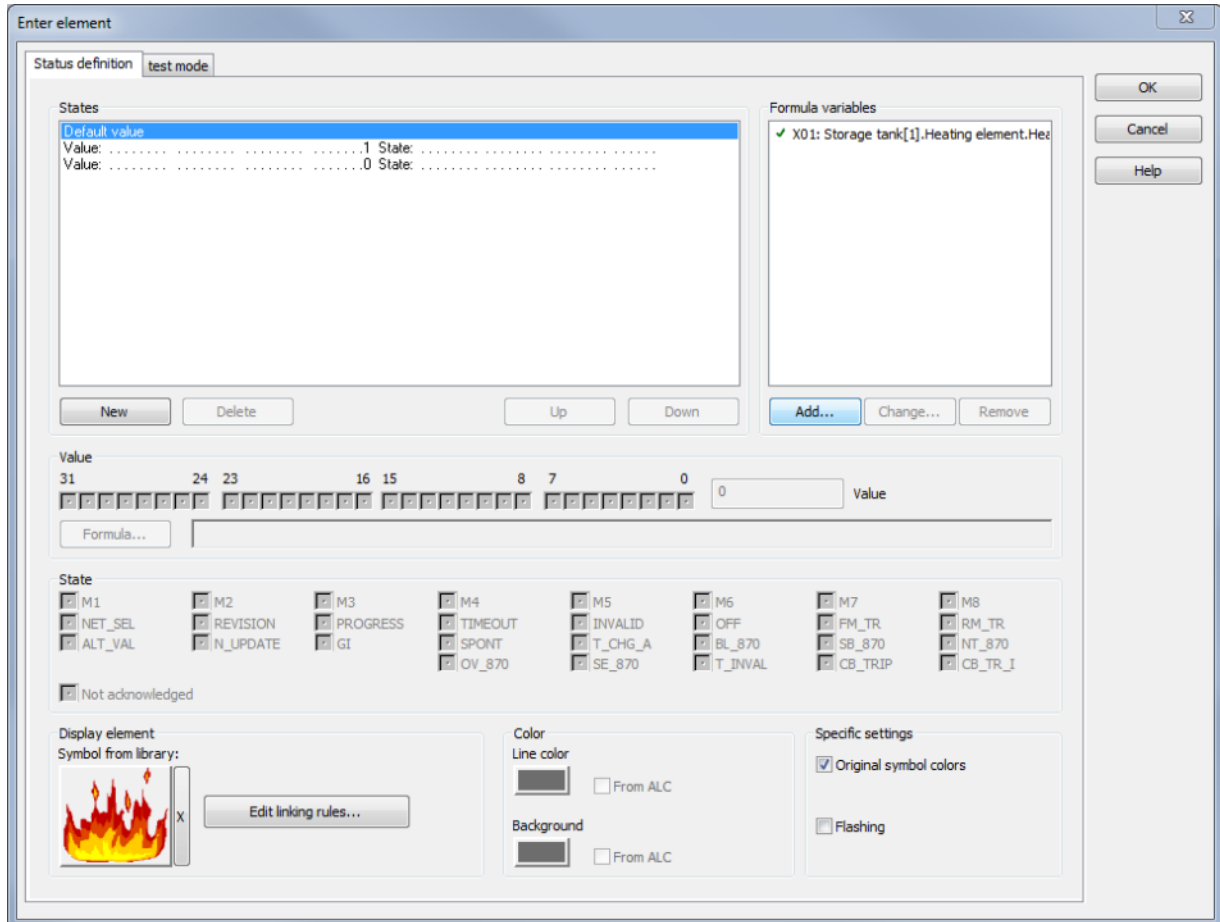 Enter element
Status definition test mode
OK
Cancel
Help
States
Default value
Value: . . . . . . . . . . . . . . . . . . . . . . . . . . . . . . .1 State: . . . . . . . . . . . . . . . . . . . . . . . . . . . . . .
Value: . . . . . . . . . . . . . . . . . . . . . . . . . . . . . . .0 State: . . . . . . . . . . . . . . . . . . . . . . . . . . . . . .
New Delete Up Down
Formula variables
X01: Storage tank[1].Heating element.Hea
Add... Change... Remove
Value
31 24 23 16 15 8 7 0
0 Value
Formula...
State
M1 M2 M3 M4 M5 M6 M7 M8
NET_SEL REVISION PROGRESS TIMEOUT INVALID OFF FM_TR RM_TR
ALT_VAL N_UPDATE GI SPONT T_CHG_A BL_870 SB_870 NT_870
OV_870 SE_870 T_INVAL CB_TRIP CB_TR_I
Not acknowledged
Display element
Symbol from library:
X
Edit linking rules...
Color
Line color
From ALC
Background
From ALC
Specific settings
Original symbol colors
Flashing